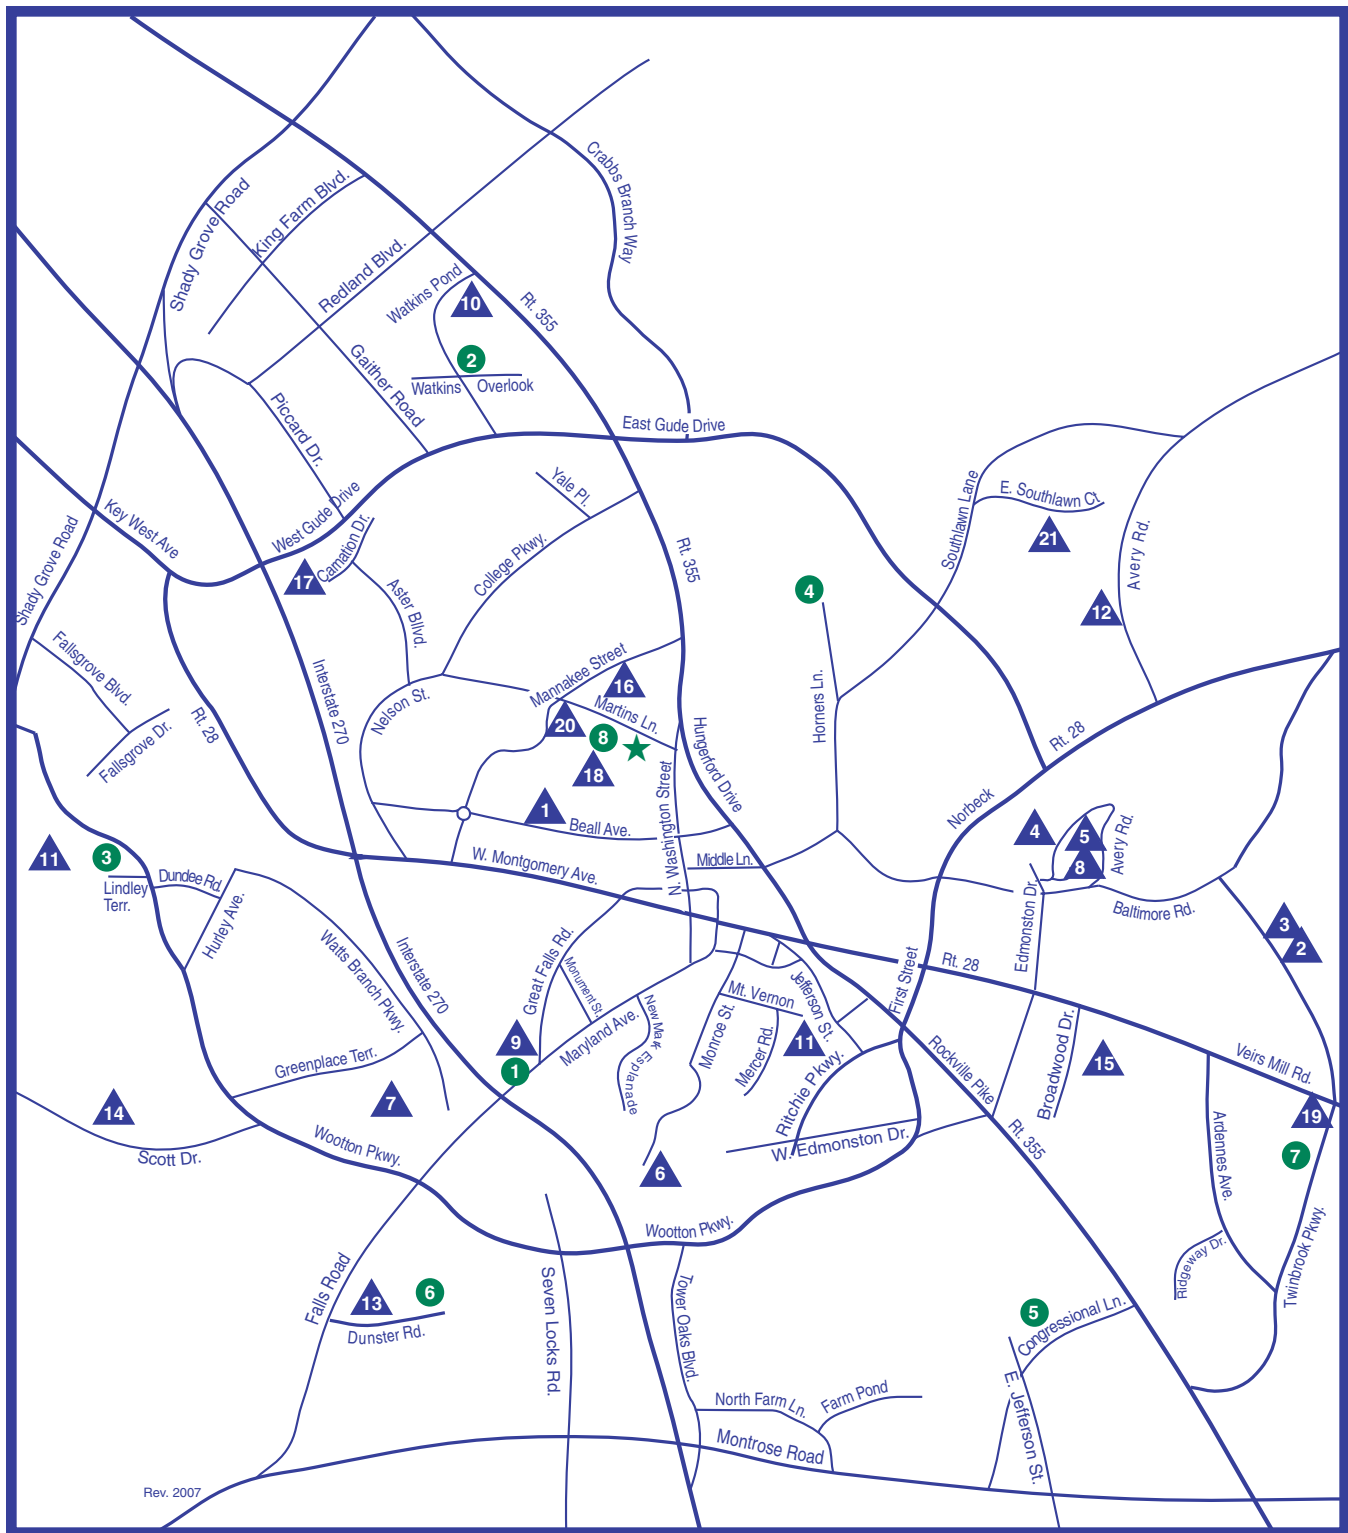 Crabbs Branch Way
Shady Grove Road
King Farm Blvd.
Redland Blvd.
Watkins Pond
10
Rt. 355
2
Gaither Road
Watkins Overlook
Piccard Dr.
East Gude Drive
Yale Pl.
Southlawn Lane
E. Southlawn Ct.
West Gude Drive
Key West Ave
Shady Grove Road
Carnation Dr.
17
College Pkwy.
Rt. 355
21
Avery Rd.
Aster Bllvd.
4
12
Fallsgrove Blvd.
Fallsgrove Dr.
Rt. 28
Interstate 270
Nelson St.
Mannakee Street
16
Martins Ln.
20
8
18
Hungerford Drive
Horners Ln.
Rt. 28
Norbeck
1
Beall Ave.
N. Washington Street
4
5
8
Avery Rd.
11
3
Lindley
Terr.
Dundee Rd.
W. Montgomery Ave.
Middle Ln.
Edmonston Dr.
Baltimore Rd.
Hurley Ave.
Watts Branch Pkwy.
Interstate 270
Great Falls Rd.
Monument St.
3
2
First Street
Rt. 28
Jefferson St.
Mt. Vernon
New Mark Esplanade
Maryland Ave.
Monroe St.
Mercer Rd.
11
9
1
Ritchie Pkwy.
Rockville Pike
Broadwood Dr.
15
Veirs Mill Rd.
Greenplace Terr.
14
7
19
Scott Dr.
Wootton Pkwy.
6
W. Edmonston Dr.
Rt. 355
Ardennes Ave.
7
Wootton Pkwy.
Ridgeway Dr.
Twinbrook Pkwy.
Falls Road
13
6
Dunster Rd.
Seven Locks Rd.
Tower Oaks Blvd.
5
Congressional Ln.
North Farm Ln.
Farm Pond
E. Jefferson St.
Montrose Road
Rev. 2007